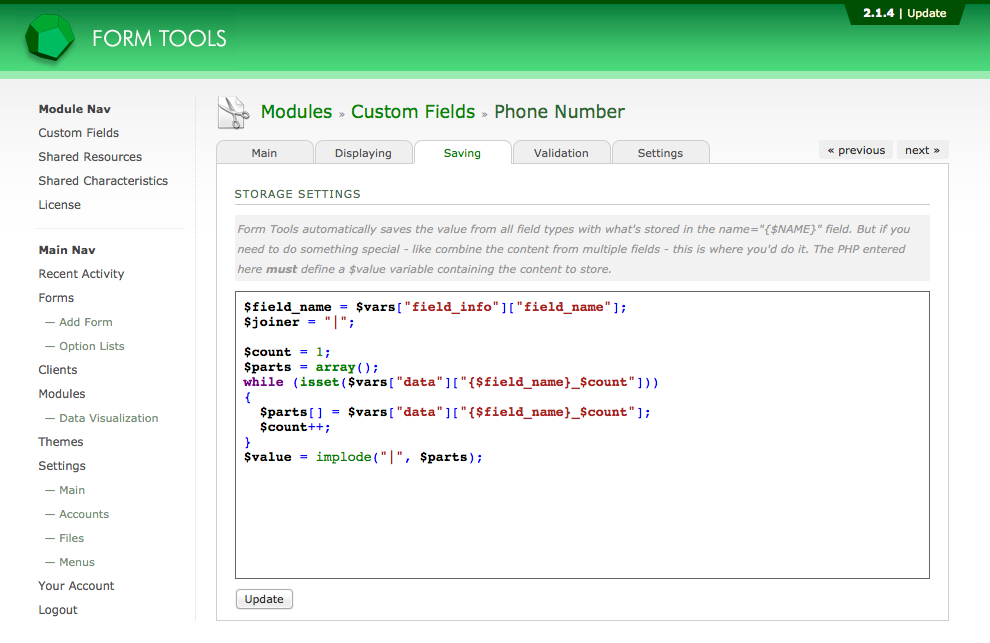 2.1.4 | Update
FORM TOOLS
Module Nav
Custom Fields
Shared Resources
Shared Characteristics
License
Main Nav
Recent Activity
Forms
— Add Form
— Option Lists
Clients
Modules
— Data Visualization
Themes
Settings
— Main
— Accounts
— Files
— Menus
Your Account
Logout
Modules » Custom Fields » Phone Number
Main Displaying Saving Validation Settings « previous next »
STORAGE SETTINGS
Form Tools automatically saves the value from all field types with what's stored in the name="{$NAME}" field. But if you
need to do something special - like combine the content from multiple fields - this is where you'd do it. The PHP entered
here must define a $value variable containing the content to store.
$field_name = $vars["field_info"]["field_name"];
$joiner = "|";
$count = 1;
$parts = array();
while (isset($vars["data"]["{$field_name}_$count"]))
{
  $parts[] = $vars["data"]["{$field_name}_$count"];
  $count++;
}
$value = implode("|", $parts);
Update